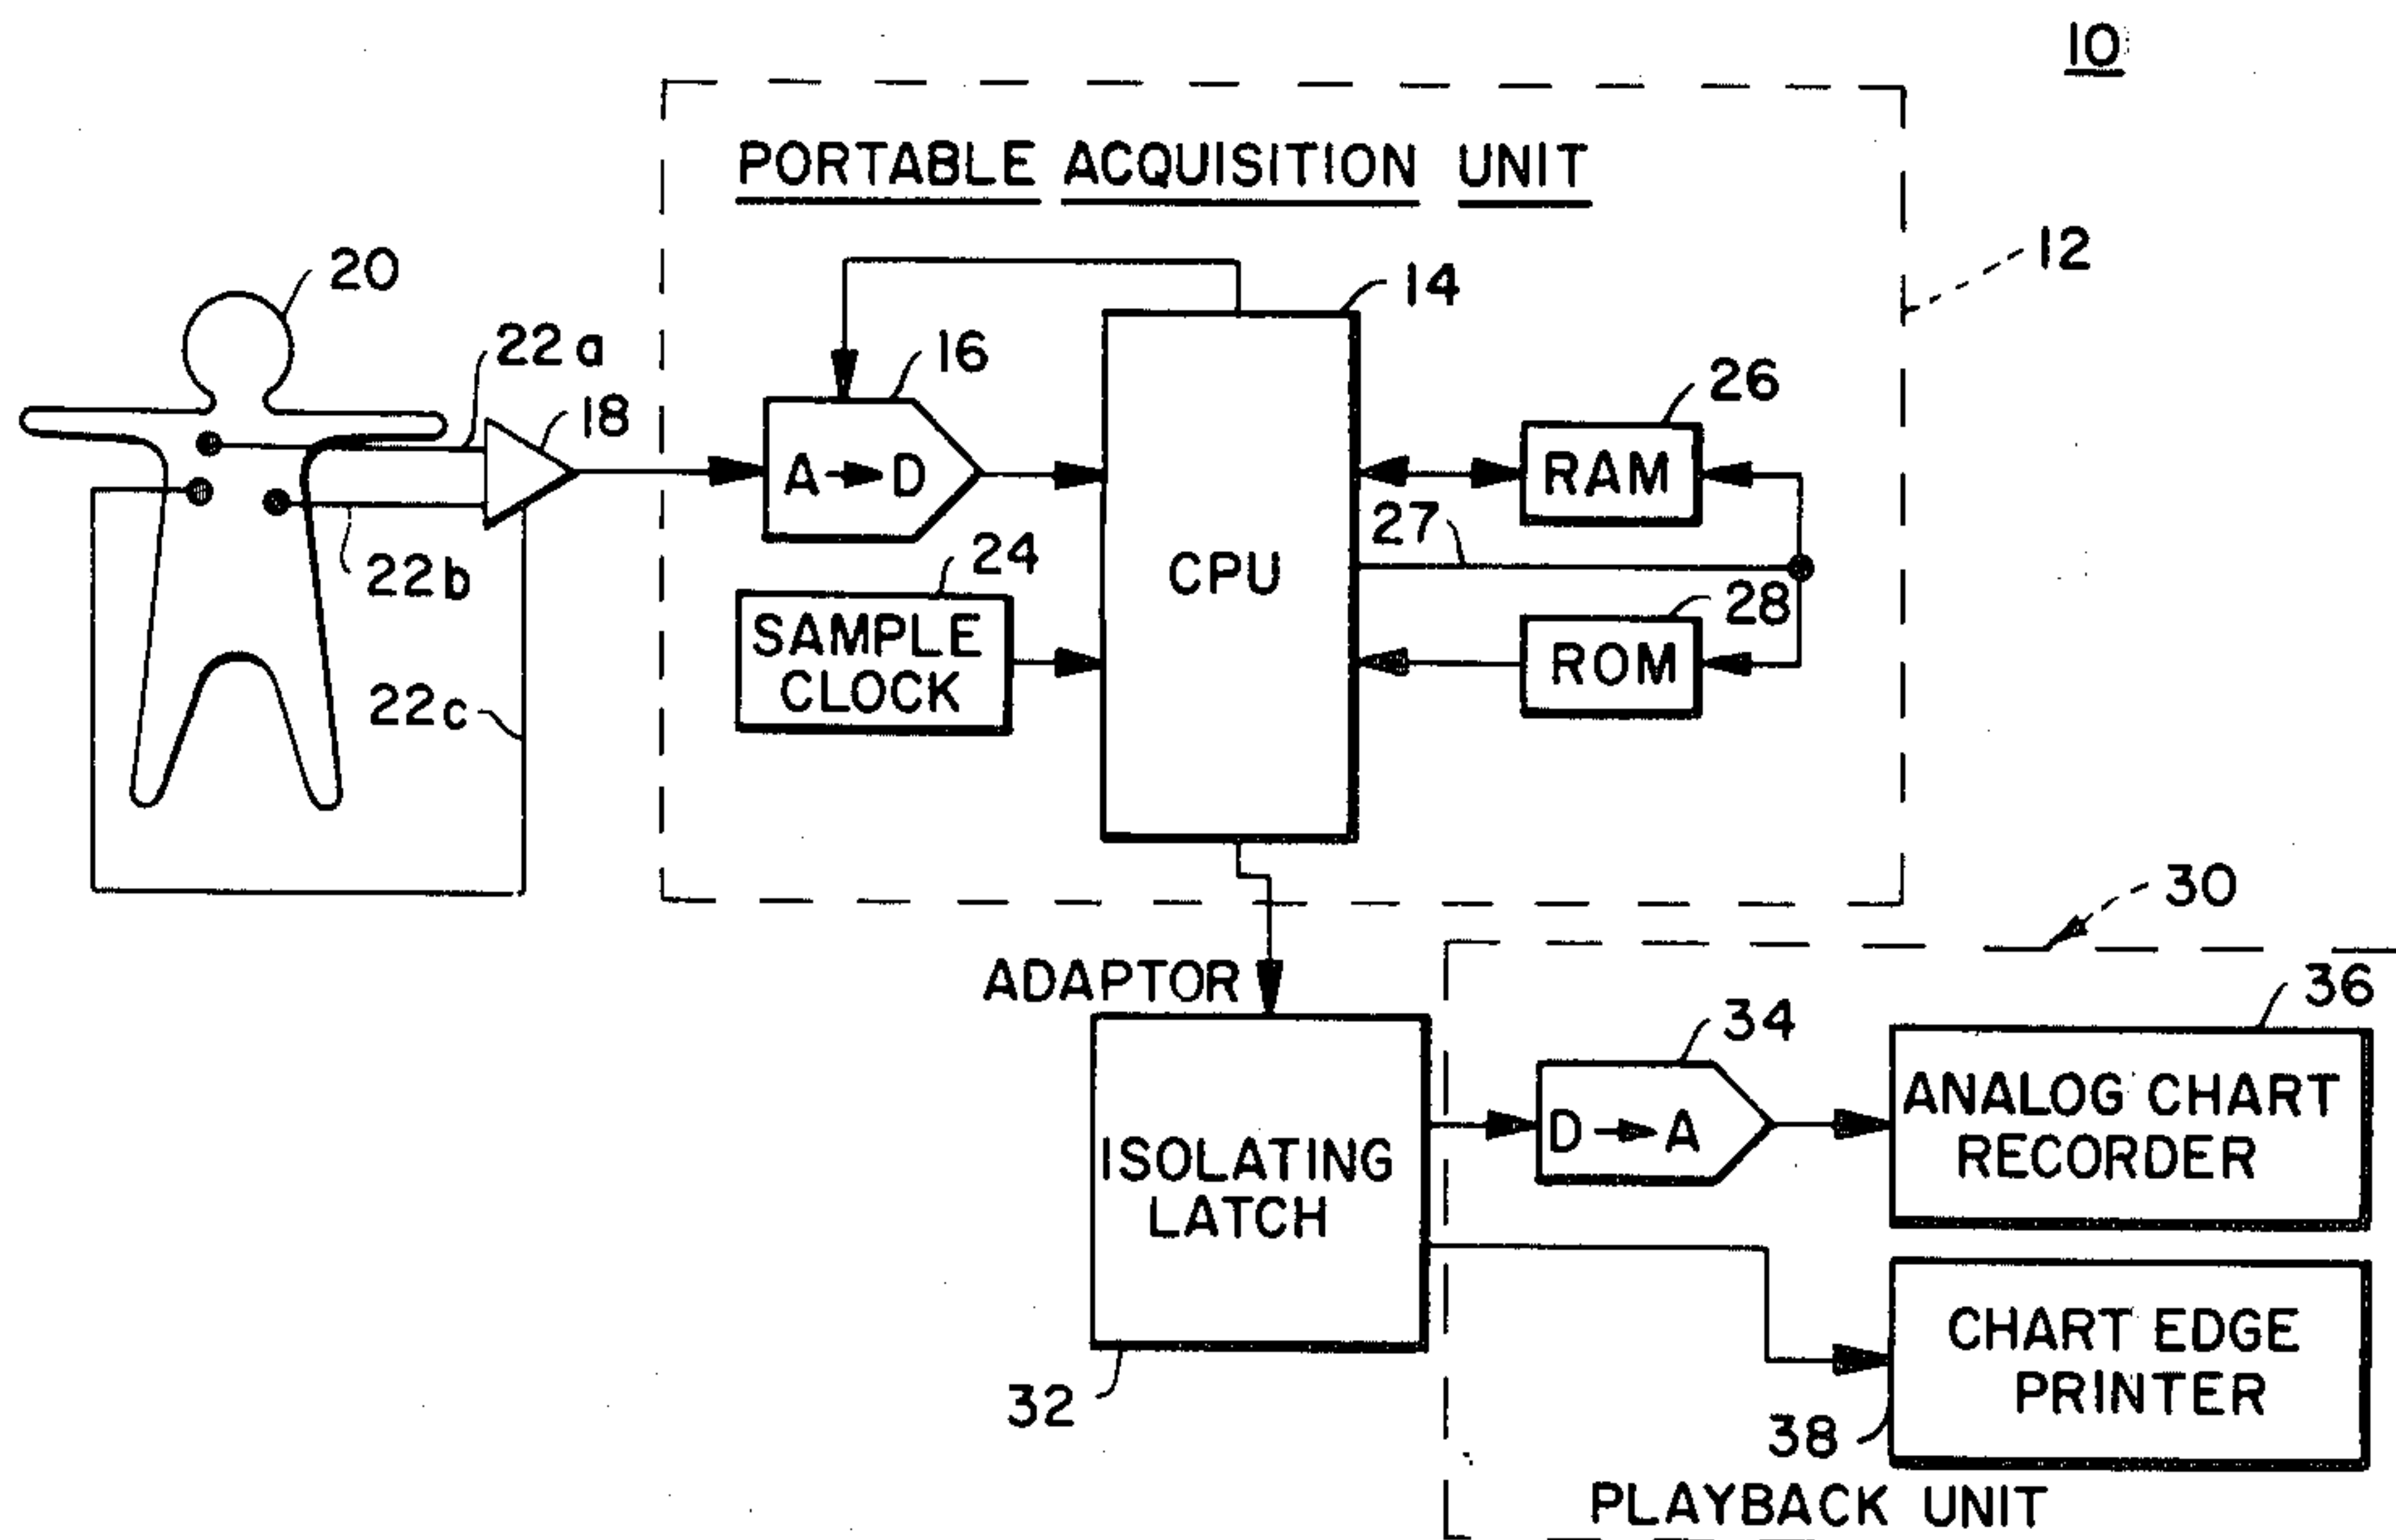 10
PORTABLE ACQUISITION UNIT
12
20
14
22a
16
26
18
A D
RAM
27
22b
24
CPU
28
SAMPLE
CLOCK
ROM
22c
30
ADAPTOR
36
34
ANALOG CHART
RECORDER
D A
ISOLATING
LATCH
CHART EDGE
PRINTER
32
38
PLAYBACK UNIT